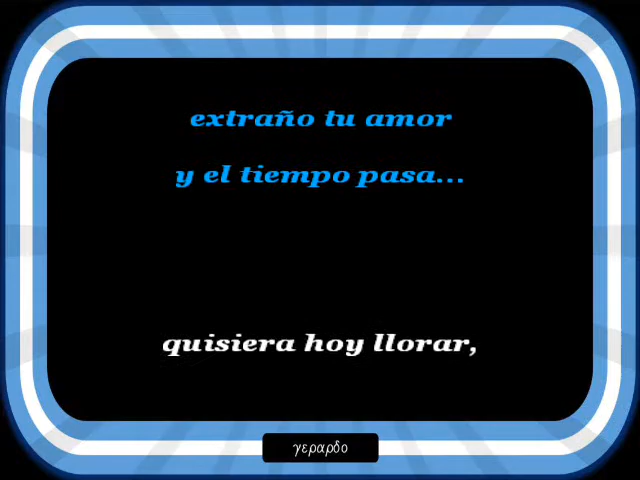 extraño tu amor
y el tiempo pasa...
quisiera hoy llorar,
γεραρδο